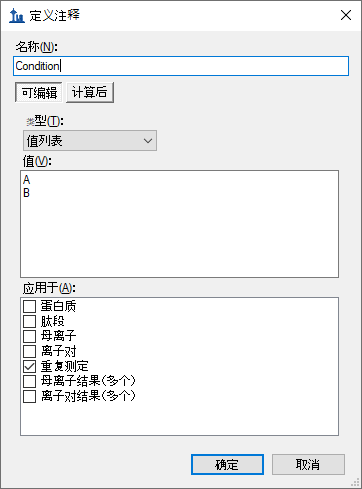 定义注释
名称(N):
Condition
可编辑 计算后
类型(T):
值列表
值(V):
A
B
应用于(A):
蛋白质
肽段
母离子
离子对
重复测定
母离子结果(多个)
离子对结果(多个)
确定 取消